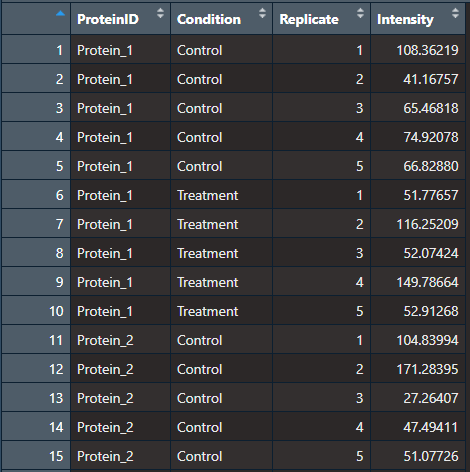 ProteinID Condition Replicate Intensity
1 Protein_1 Control 1 108.36219
2 Protein_1 Control 2 41.16757
3 Protein_1 Control 3 65.46818
4 Protein_1 Control 4 74.92078
5 Protein_1 Control 5 66.82880
6 Protein_1 Treatment 1 51.77657
7 Protein_1 Treatment 2 116.25209
8 Protein_1 Treatment 3 52.07424
9 Protein_1 Treatment 4 149.78664
10 Protein_1 Treatment 5 52.91268
11 Protein_2 Control 1 104.83994
12 Protein_2 Control 2 171.28395
13 Protein_2 Control 3 27.26407
14 Protein_2 Control 4 47.49411
15 Protein_2 Control 5 51.07726